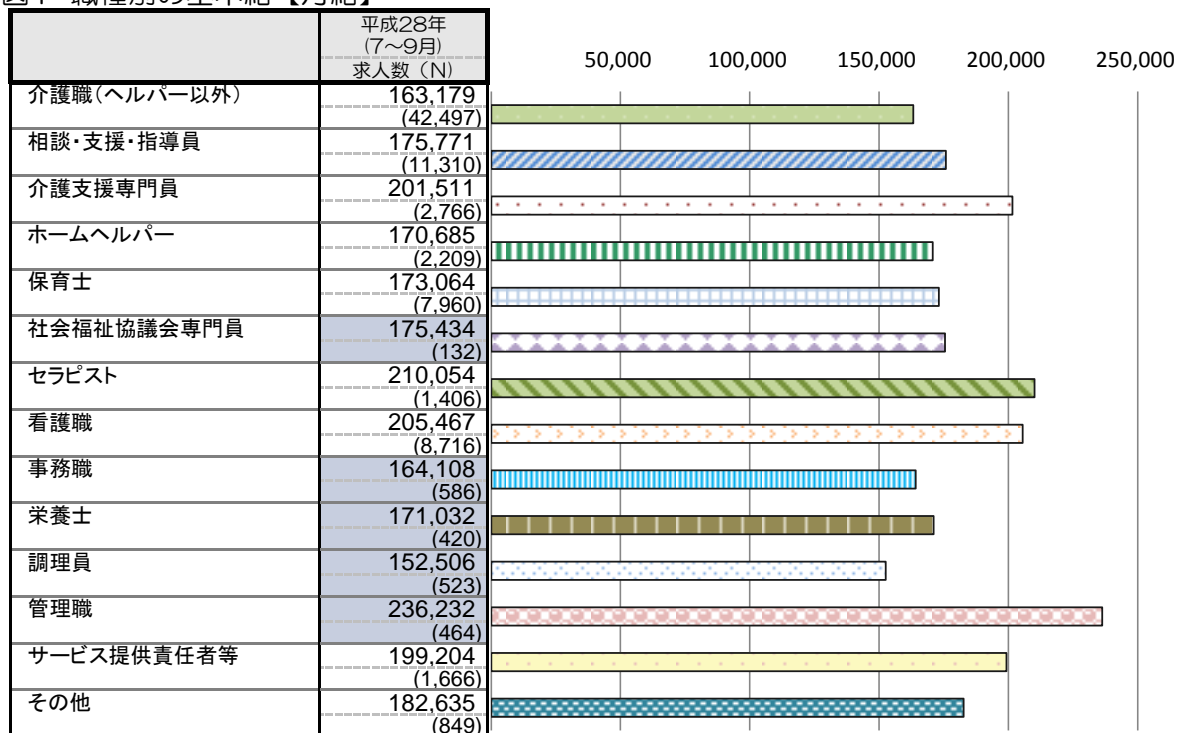 平成28年
(7～9月)
求人数（N）
50,000 100,000 150,000 200,000 250,000
介護職（ヘルパー以外） 163,179
(42,497)
相談・支援・指導員 175,771
(11,310)
介護支援専門員 201,511
(2,766)
ホームヘルパー 170,685
(2,209)
保育士 173,064
(7,960)
社会福祉協議会専門員 175,434
(132)
セラピスト 210,054
(1,406)
看護職 205,467
(8,716)
事務職 164,108
(586)
栄養士 171,032
(420)
調理員 152,506
(523)
管理職 236,232
(464)
サービス提供責任者等 199,204
(1,666)
その他 182,635
(849)